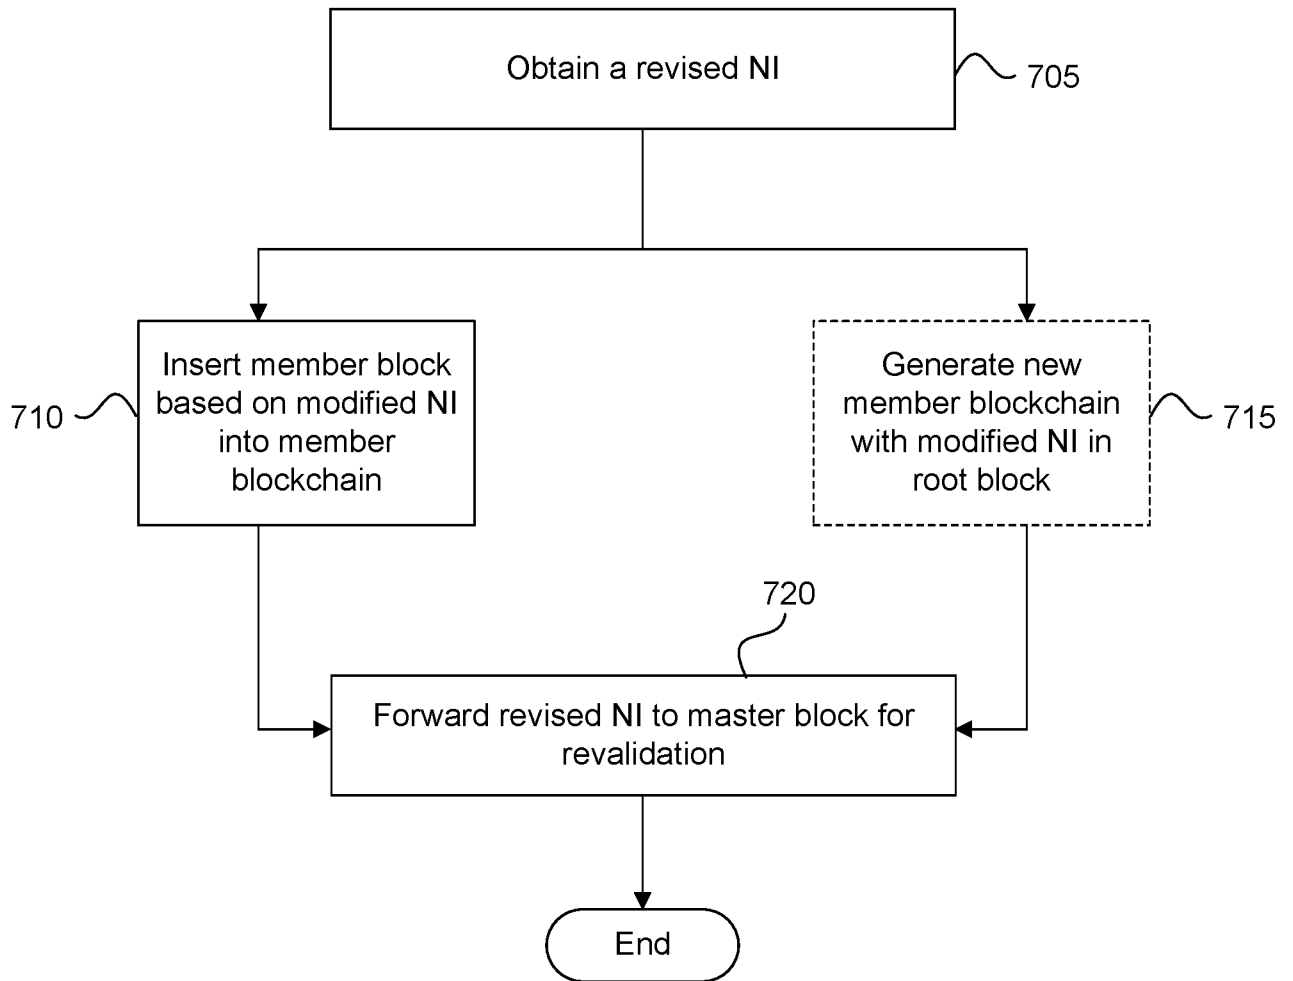 Obtain a revised NI
705
Insert member block
based on modified NI
into member
blockchain
710
Generate new
member blockchain
with modified NI in
root block
715
720
Forward revised NI to master block for
revalidation
End